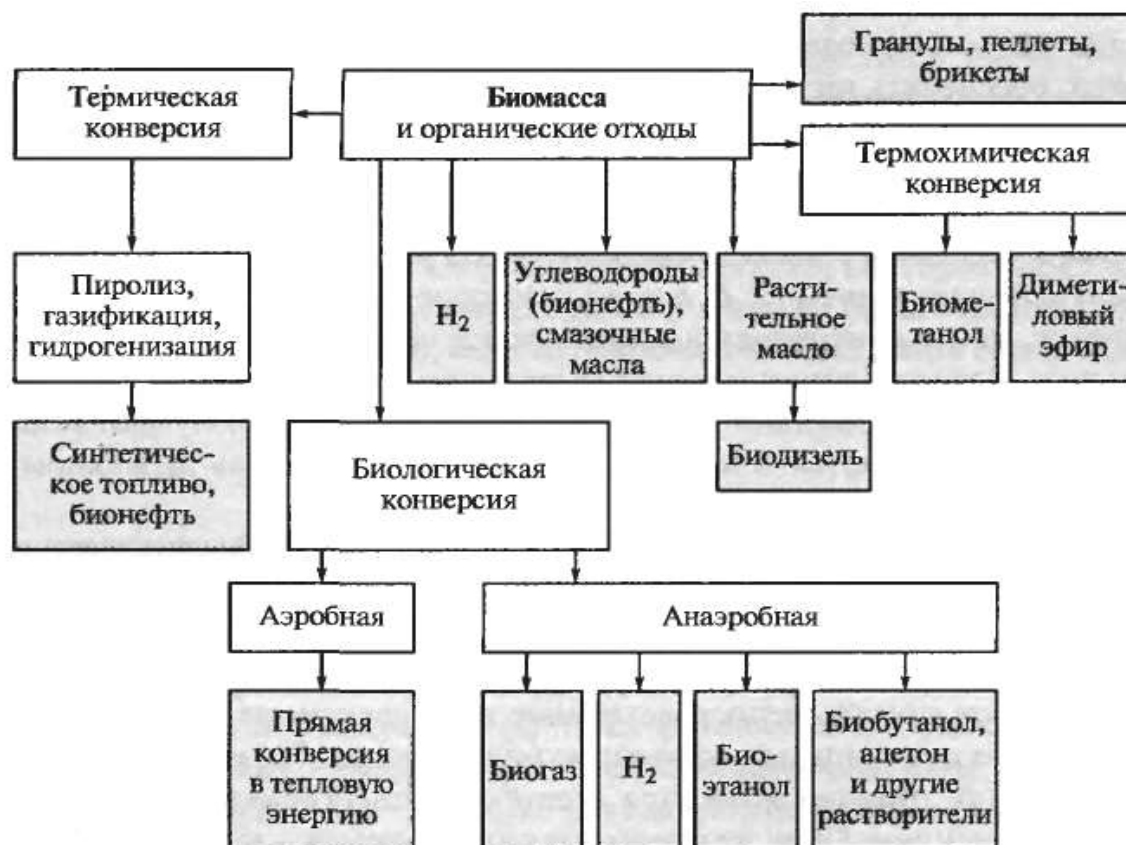 Гранулы, пеллеты,
брикеты
Термическая
конверсия
Биомасса
и органические отходы
Термохимическая
конверсия
Пиролиз,
газификация,
гидрогенизация
H₂
Углеводороды
(бионефть),
смазочные
масла
Расти-
тельное
масло
Биоме-
танол
Димети-
ловый
эфир
Синтетичес-
кое топливо,
бионефть
Биологическая
конверсия
Биодизель
Аэробная
Анаэробная
Прямая
конверсия
в тепловую
энергию
Биогаз
H₂
Био-
этанол
Биобутанол,
ацетон
и другие
растворители